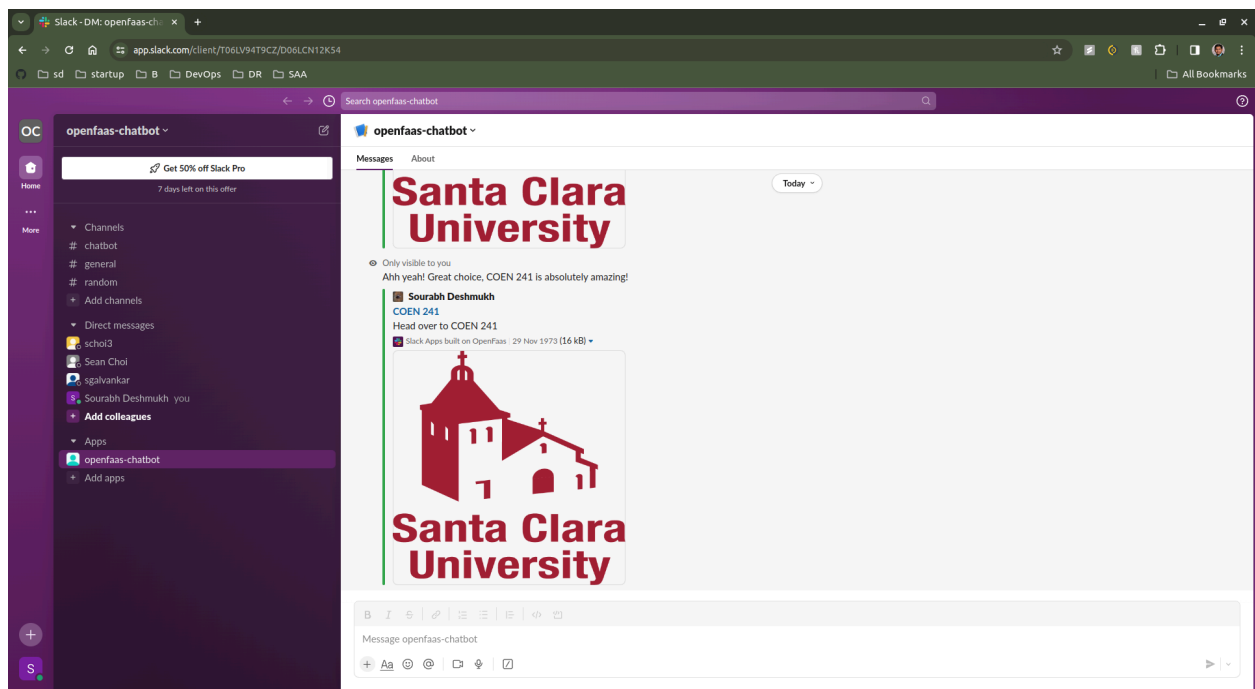 Slack - DM: openfaas-cha
app.slack.com/client/T06LV94T9CZ/D06LCN12K54
sd startup B DevOps DR SAA All Bookmarks
Search openfaas-chatbot
OC
Home
More
openfaas-chatbot
Get 50% off Slack Pro
7 days left on this offer
Channels
# chatbot
# general
# random
+ Add channels
Direct messages
schoi3
Sean Choi
sgalvankar
S Sourabh Deshmukh you
+ Add colleagues
Apps
openfaas-chatbot
+ Add apps
S
openfaas-chatbot
Messages About
Today
Santa Clara
University
Only visible to you
Ahh yeah! Great choice, COEN 241 is absolutely amazing!
Sourabh Deshmukh
COEN 241
Head over to COEN 241
Slack Apps built on OpenFaas | 29 Nov 1973 (16 kB)
Santa Clara
University
B I S
Message openfaas-chatbot
+ Aa @